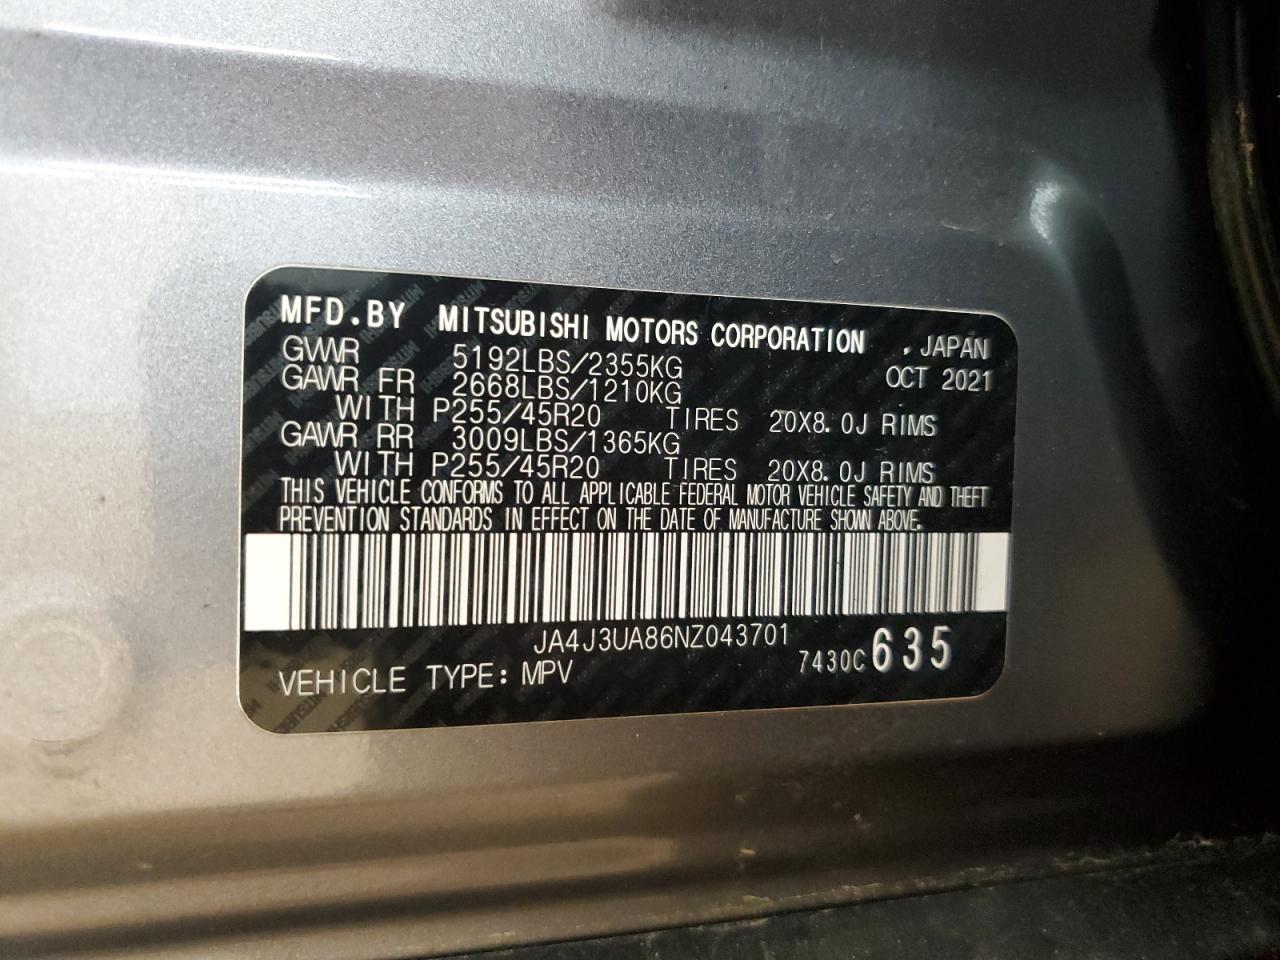 MFD.BY MITSUBISHI MOTORS CORPORATION . JAPAN
GVWR 5192LBS/2355KG OCT 2021
GAWR FR 2668LBS/1210KG
WITH P255/45R20 TIRES 20X8.0J RIMS
GAWR RR 3009LBS/1365KG
WITH P255/45R20 TIRES 20X8.0J RIMS
THIS VEHICLE CONFORMS TO ALL APPLICABLE FEDERAL MOTOR VEHICLE SAFETY AND THEFT
PREVENTION STANDARDS IN EFFECT ON THE DATE OF MANUFACTURE SHOWN ABOVE.
JA4J3UA86NZ043701
7430C 635
VEHICLE TYPE: MPV